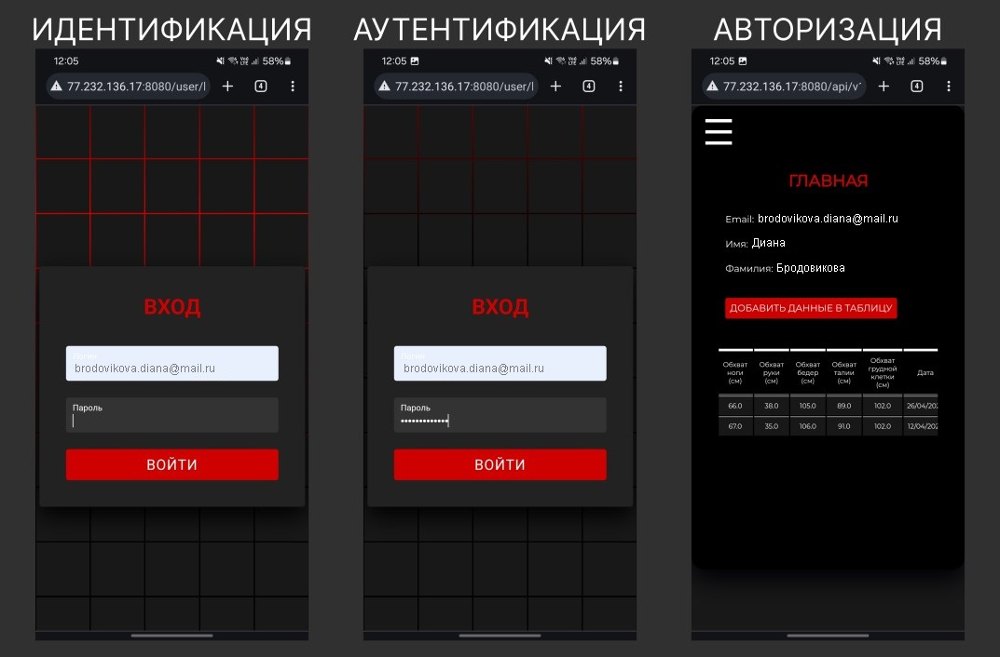 ИДЕНТИФИКАЦИЯ
12:05
58%
77.232.136.17:8080/user/l
4
ВХОД
Логин
brodovikova.diana@mail.ru
Пароль
ВОЙТИ
АУТЕНТИФИКАЦИЯ
12:05
58%
77.232.136.17:8080/user/l
4
ВХОД
brodovikova.diana@mail.ru
Пароль
•••••••••••••
ВОЙТИ
АВТОРИЗАЦИЯ
12:05
58%
77.232.136.17:8080/api/v1
4
ГЛАВНАЯ
Email: brodovikova.diana@mail.ru
Имя: Диана
Фамилия: Бродовикова
ДОБАВИТЬ ДАННЫЕ В ТАБЛИЦУ
Обхват ноги (см)
Обхват руки (см)
Обхват бедер (см)
Обхват талии (см)
Обхват грудной клетки (см)
Дата
66.0 38.0 105.0 89.0 102.0 26/04/202
67.0 35.0 106.0 91.0 102.0 12/04/202